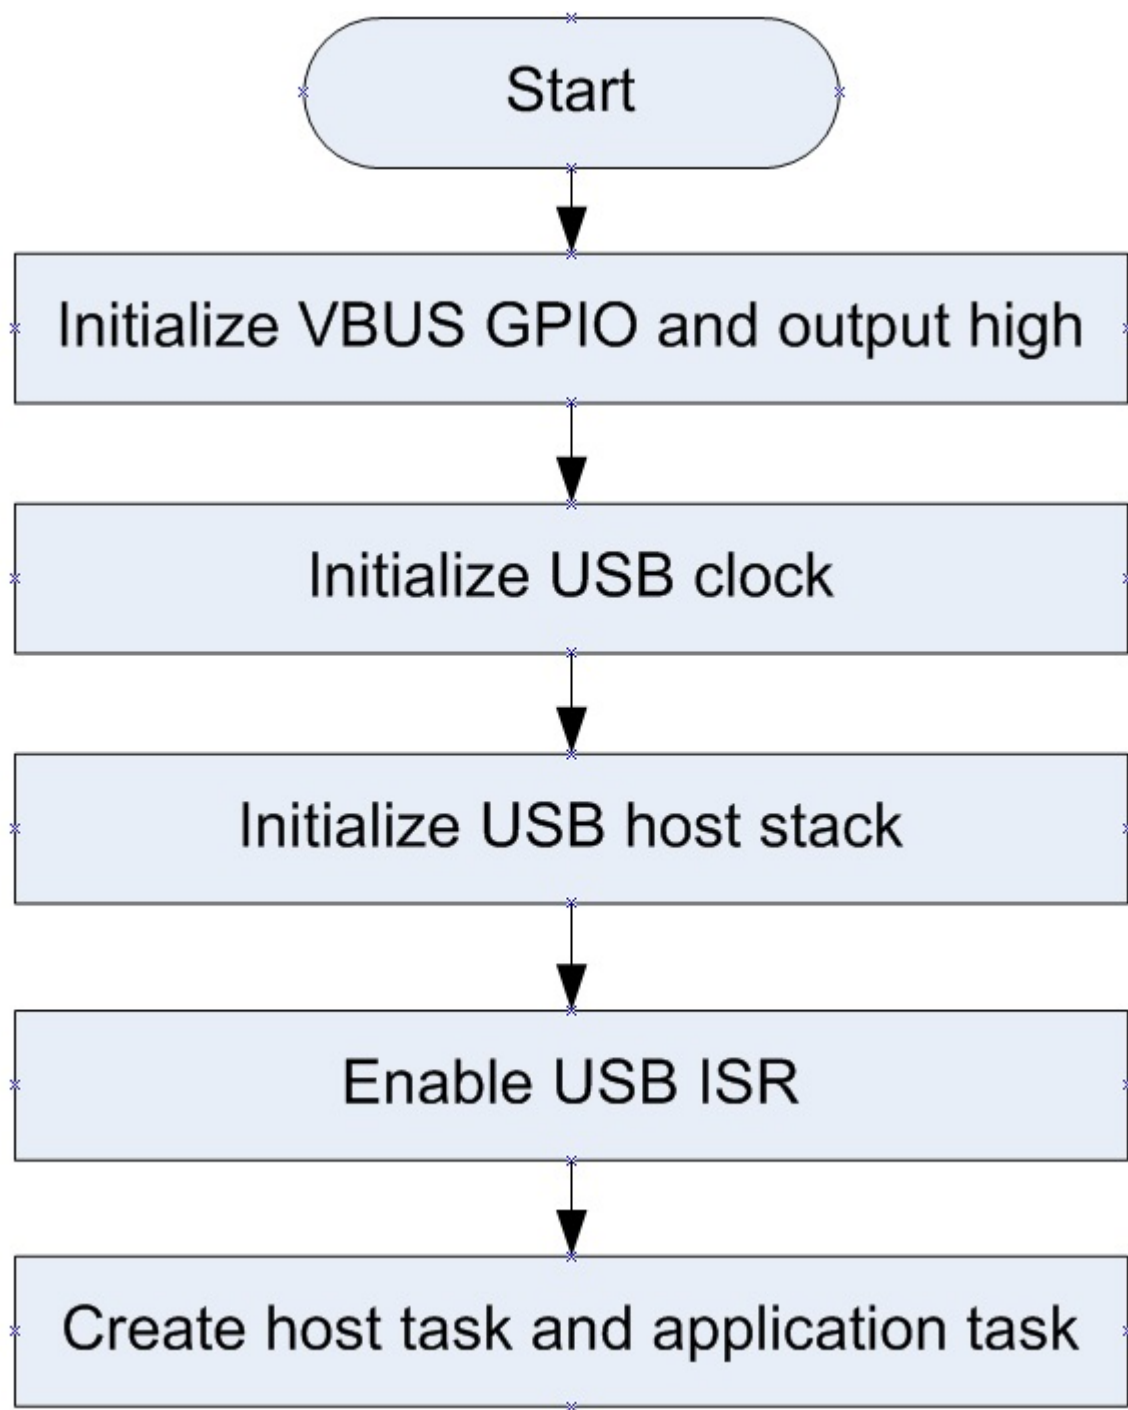 Start
Initialize VBUS GPIO and output high
Initialize USB clock
Initialize USB host stack
Enable USB ISR
Create host task and application task